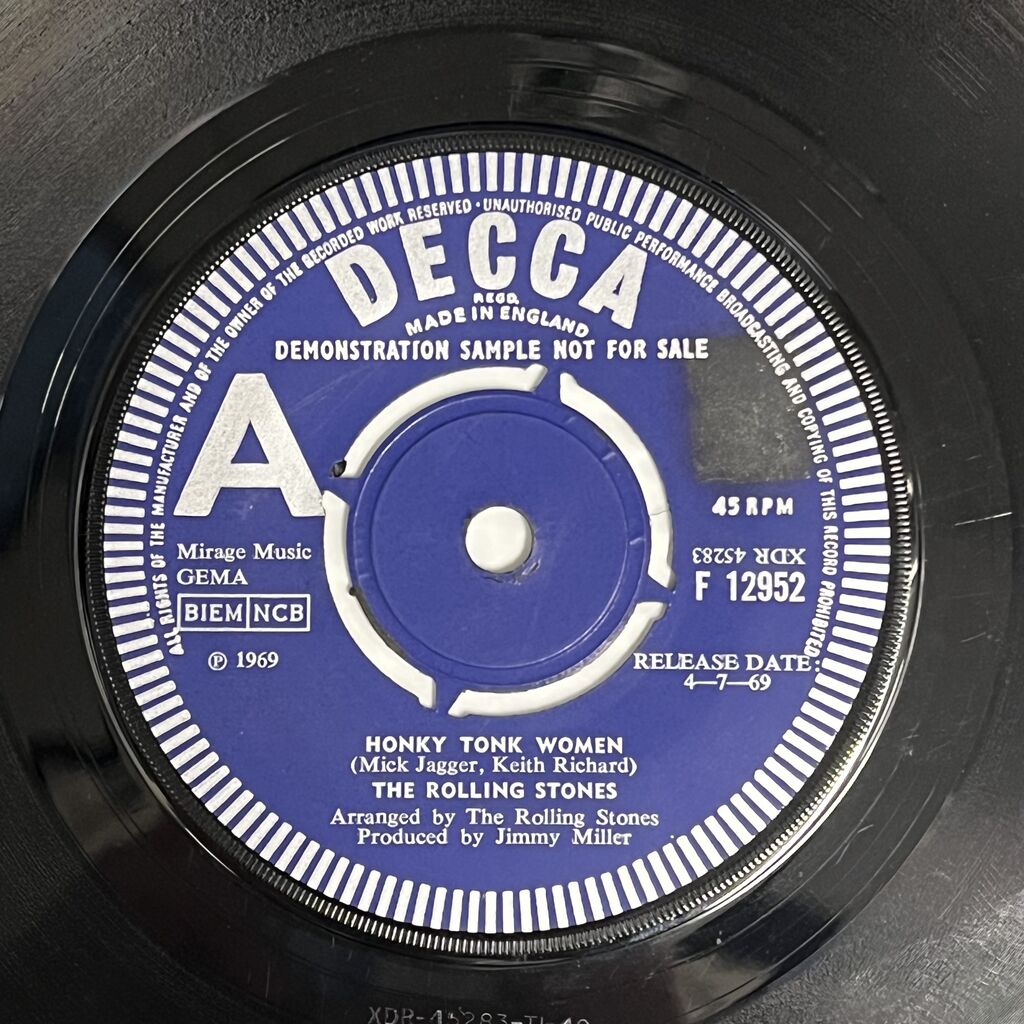 ALL RIGHTS OF THE MANUFACTURER AND OF THE OWNER OF THE RECORDED WORK RESERVED · UNAUTHORISED PUBLIC PERFORMANCE BROADCASTING AND COPYING OF THIS RECORD PROHIBITED
DECCA
REGD.
MADE IN ENGLAND
DEMONSTRATION SAMPLE NOT FOR SALE
A
45 RPM
Mirage Music
GEMA
BIEM NCB
℗ 1969
XDR 45283
F 12952
RELEASE DATE:
4—7—69
HONKY TONK WOMEN
(Mick Jagger, Keith Richard)
THE ROLLING STONES
Arranged by The Rolling Stones
Produced by Jimmy Miller